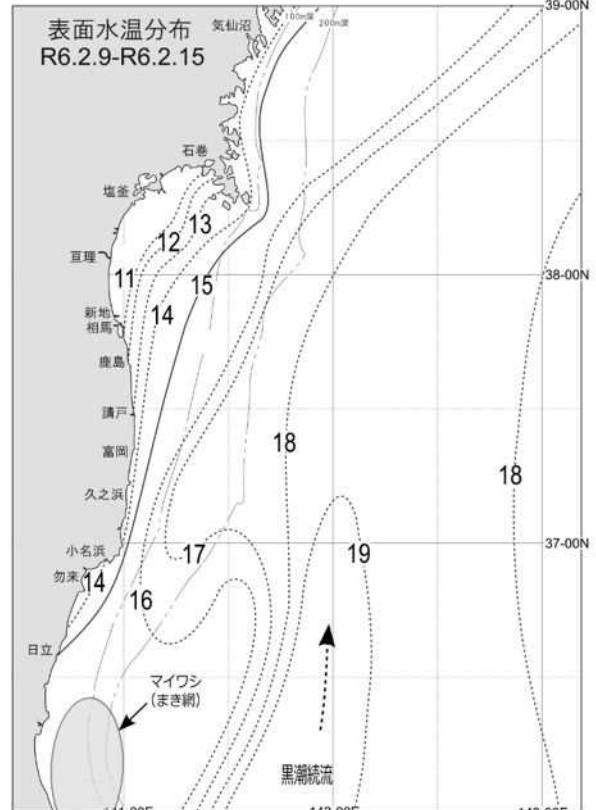 表面水温分布
R6.2.9-R6.2.15
39-00N
100m深
200m深
気仙沼
石巻
塩釜
13
12
亘理
11
38-00N
15
新地
14
相馬
鹿島
請戸
18
富岡
18
久之浜
小名浜
17
19
37-00N
勿来
14
16
日立
マイワシ
(まき網)
黒潮続流